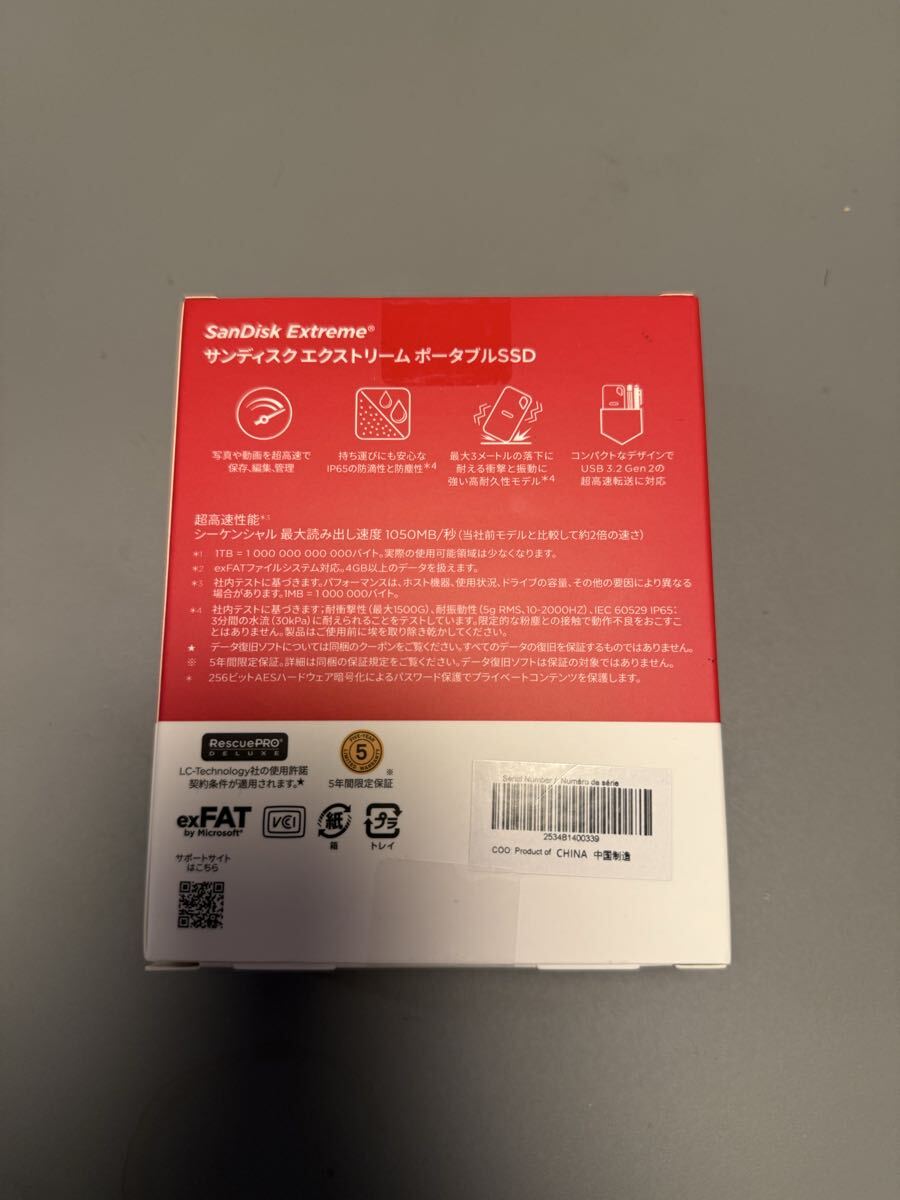 SanDisk Extreme®
サンディスク エクストリーム ポータブルSSD
写真や動画を超高速で
保存、編集、管理
持ち運びにも安心な
IP65の防滴性と防塵性*4
最大3メートルの落下に
耐える衝撃と振動に
強い高耐久性モデル*4
コンパクトなデザインで
USB 3.2 Gen 2の
超高速転送に対応
超高速性能*3
シーケンシャル 最大読み出し速度 1050MB/秒(当社前モデルと比較して約2倍の速さ)
*1 1TB = 1 000 000 000 000バイト。実際の使用可能領域は少なくなります。
*2 exFATファイルシステム対応。4GB以上のデータを扱えます。
*3 社内テストに基づきます。パフォーマンスは、ホスト機器、使用状況、ドライブの容量、その他の要因により異なる
場合があります。1MB = 1 000 000バイト。
*4 社内テストに基づきます;耐衝撃性(最大1500G)、耐振動性(5g RMS、10-2000HZ)、IEC 60529 IP65:
3分間の水流(30kPa)に耐えられることをテストしています。限定的な粉塵との接触で動作不良をおこすこ
とはありません。製品はご使用前に埃を取り除き乾かしてください。
★ データ復旧ソフトについては同梱のクーポンをご覧ください。すべてのデータの復旧を保証するものではありません。
※ 5年間限定保証。詳細は同梱の保証規定をご覧ください。データ復旧ソフトは保証の対象ではありません。
* 256ビットAESハードウェア暗号化によるパスワード保護でプライベートコンテンツを保護します。
RescuePRO®
DELUXE
LC-Technology社の使用許諾
契約条件が適用されます。★
FIVE-YEAR
5
LIMITED WARRANTY
※
5年間限定保証
exFAT
by Microsoft®
VCI
紙
箱
プラ
トレイ
サポートサイト
はこちら
Serial Number / Numéro de série
2534B1400339
COO: Product of CHINA 中国制造